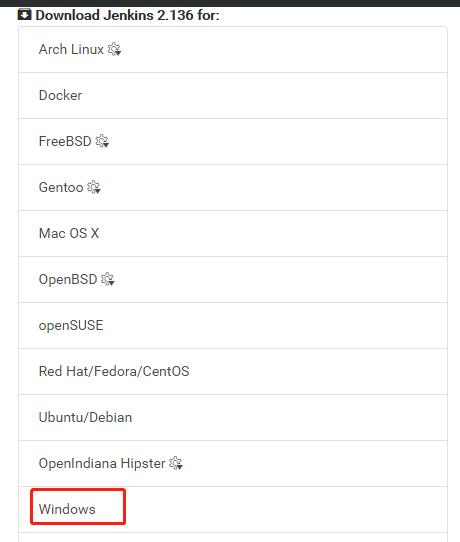 Download Jenkins 2.136 for:
Arch Linux
Docker
FreeBSD
Gentoo
Mac OS X
OpenBSD
openSUSE
Red Hat/Fedora/CentOS
Ubuntu/Debian
OpenIndiana Hipster
Windows